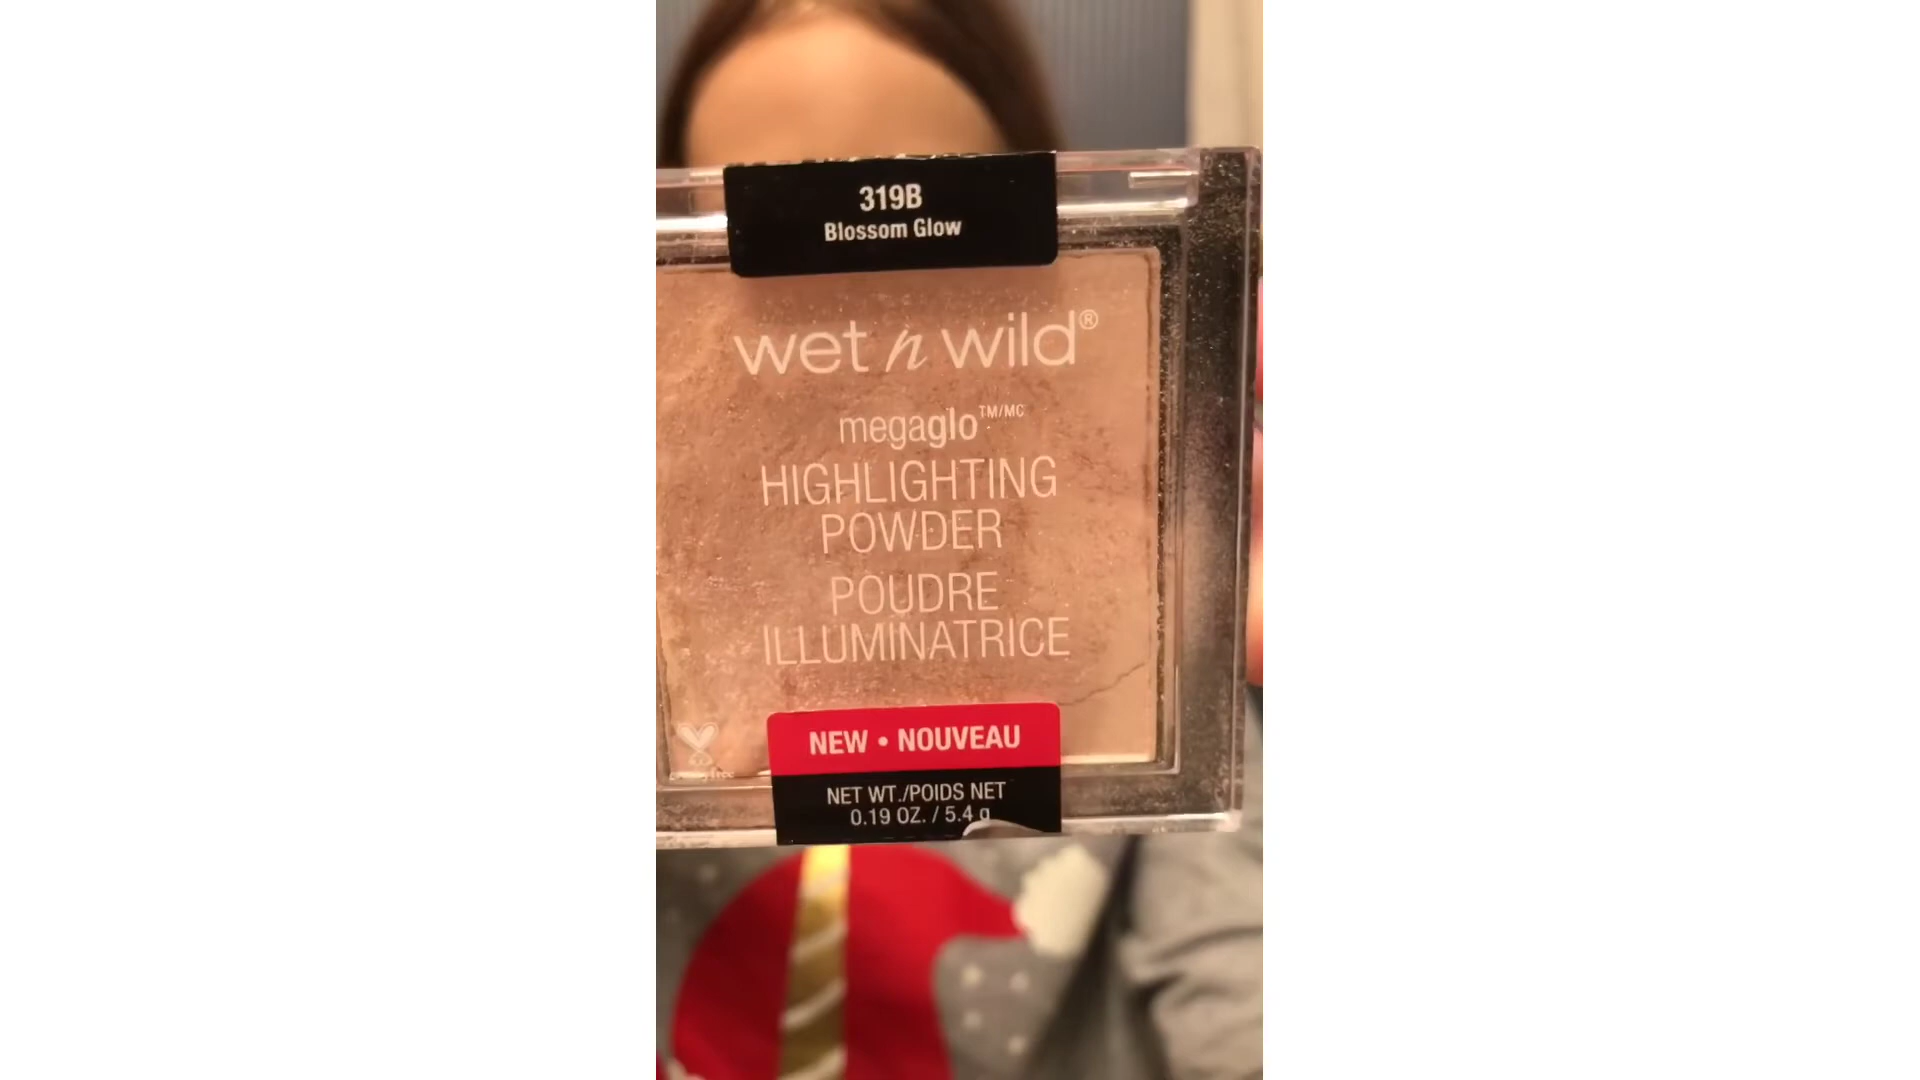 319B
Blossom Glow
wet n wild®
megaglo™/MC
HIGHLIGHTING
POWDER
POUDRE
ILLUMINATRICE
NEW • NOUVEAU
NET WT./POIDS NET
0.19 OZ. / 5.4 g